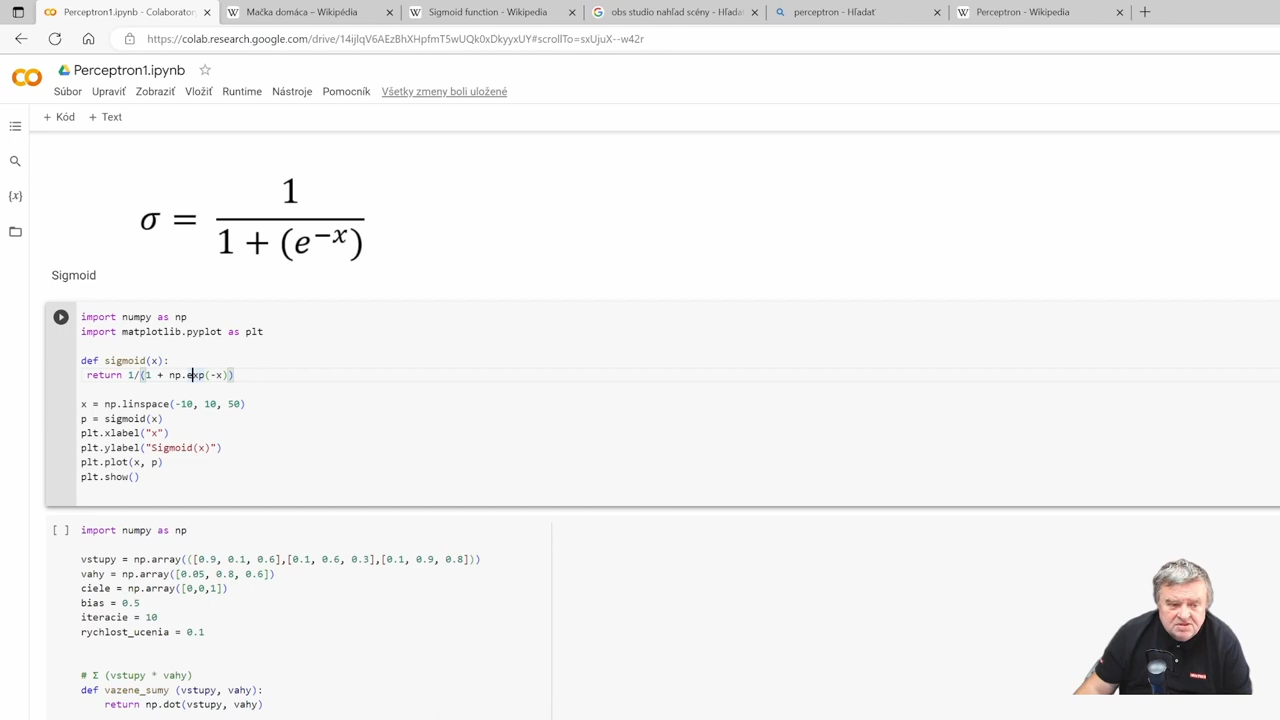 Perceptron1.ipynb - Colaborator
Mačka domáca – Wikipédia
Sigmoid function - Wikipedia
obs studio nahľad scény - Hľada
perceptron - Hľadať
Perceptron - Wikipedia
https://colab.research.google.com/drive/14ijlqV6AEzBhXHpfmT5wUQk0xDkyyxUY#scrollTo=sxUjuX--w42r
CO Perceptron1.ipynb
Súbor Upraviť Zobraziť Vložiť Runtime Nástroje Pomocník Všetky zmeny boli uložené
+ Kód + Text
{x}
σ = 1
1 + (e⁻ˣ)
Sigmoid
import numpy as np
import matplotlib.pyplot as plt
def sigmoid(x):
return 1/(1 + np.exp(-x))
x = np.linspace(-10, 10, 50)
p = sigmoid(x)
plt.xlabel("x")
plt.ylabel("Sigmoid(x)")
plt.plot(x, p)
plt.show()
[ ] import numpy as np
vstupy = np.array(([0.9, 0.1, 0.6],[0.1, 0.6, 0.3],[0.1, 0.9, 0.8]))
vahy = np.array([0.05, 0.8, 0.6])
ciele = np.array([0,0,1])
bias = 0.5
iteracie = 10
rychlost_ucenia = 0.1
# Σ (vstupy * vahy)
def vazene_sumy (vstupy, vahy):
return np.dot(vstupy, vahy)